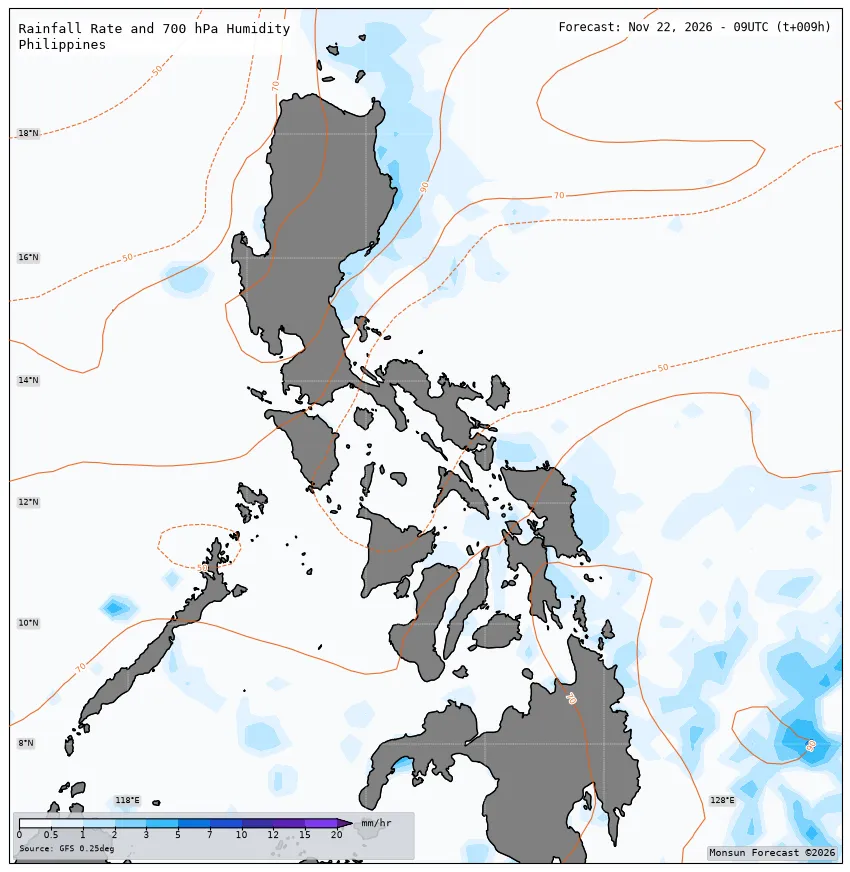 Rainfall Rate and 700 hPa Humidity
Philippines
Forecast: Nov 22, 2026 - 09UTC (t+009h)
50
70
18°N
90
70
50
16°N
14°N
50
12°N
50
10°N
70
70
8°N
90
118°E
128°E
mm/hr
0 0.5 1 2 3 5 7 10 12 15 20
Source: GFS 0.25deg
Monsun Forecast ©2026